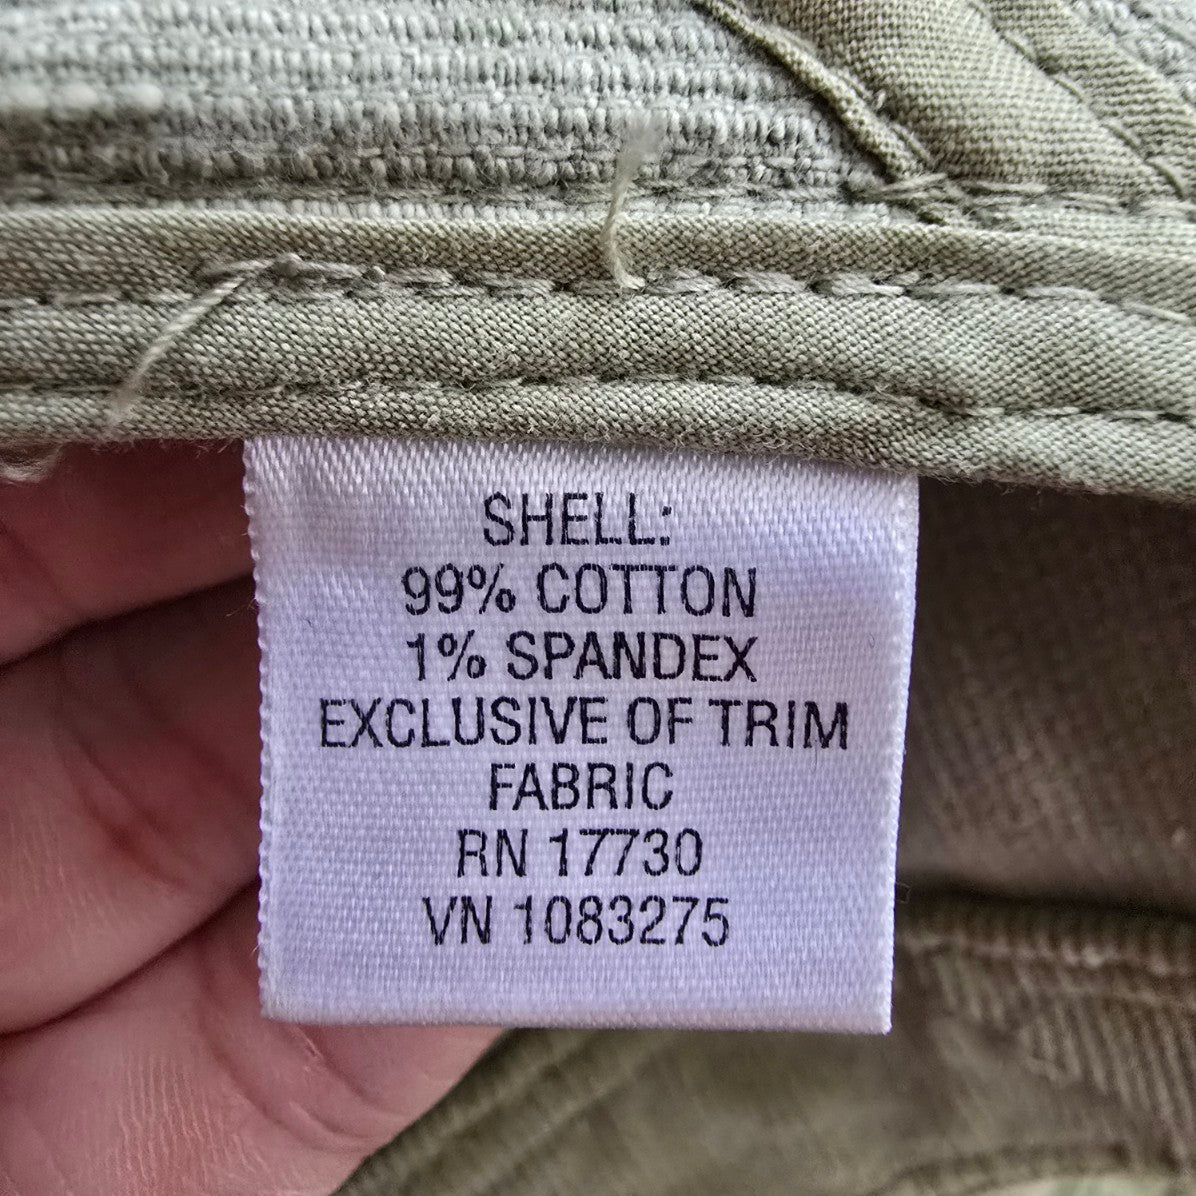 SHELL:
99% COTTON
1% SPANDEX
EXCLUSIVE OF TRIM
FABRIC
RN 17730
VN 1083275